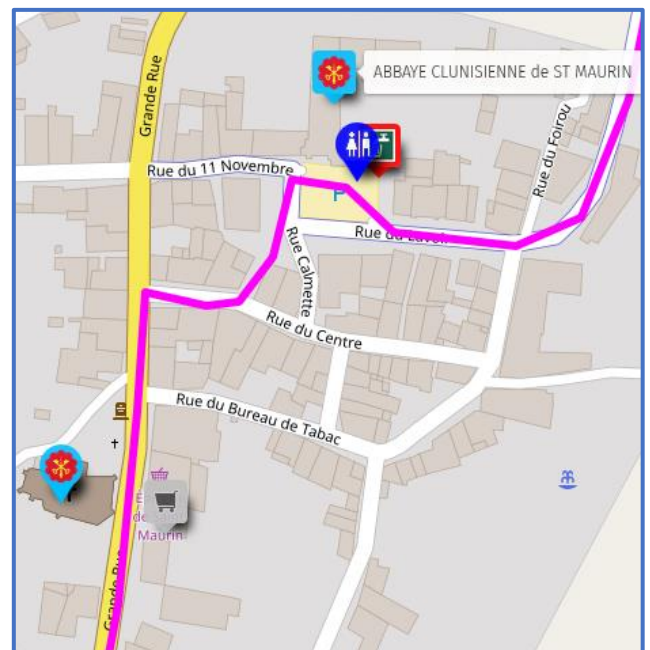 ABBAYE CLUNISIENNE de ST MAURIN
Grande Rue
Rue du Foirou
Rue du 11 Novembre
P
Rue du Lavoir
Rue Calmette
Rue du Centre
Rue du Bureau de Tabac
Maurin
Grande Rue